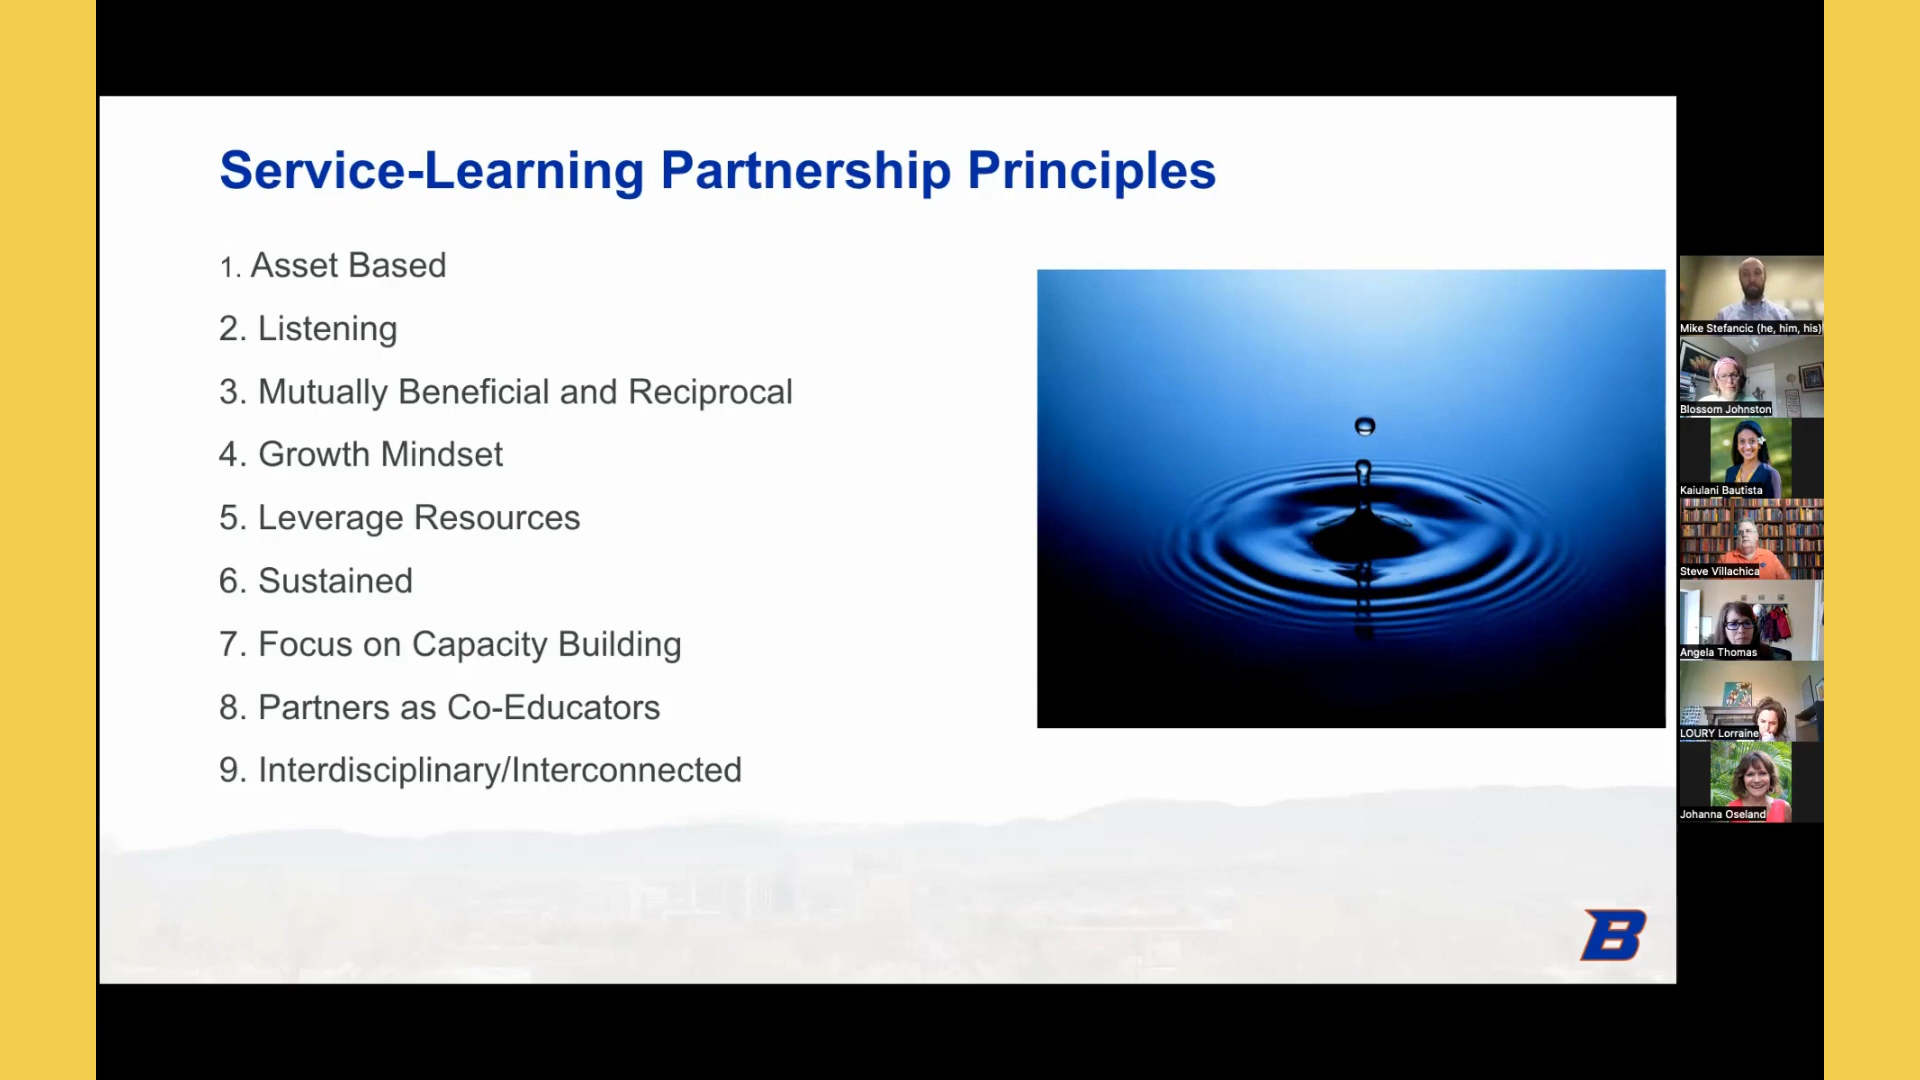 Service-Learning Partnership Principles
1. Asset Based
2. Listening
3. Mutually Beneficial and Reciprocal
4. Growth Mindset
5. Leverage Resources
6. Sustained
7. Focus on Capacity Building
8. Partners as Co-Educators
9. Interdisciplinary/Interconnected
B
Mike Stefancic (he, him, his)
Blossom Johnston
Kaiulani Bautista
Steve Villachica
Angela Thomas
LOURY Lorraine
Johanna Oseland